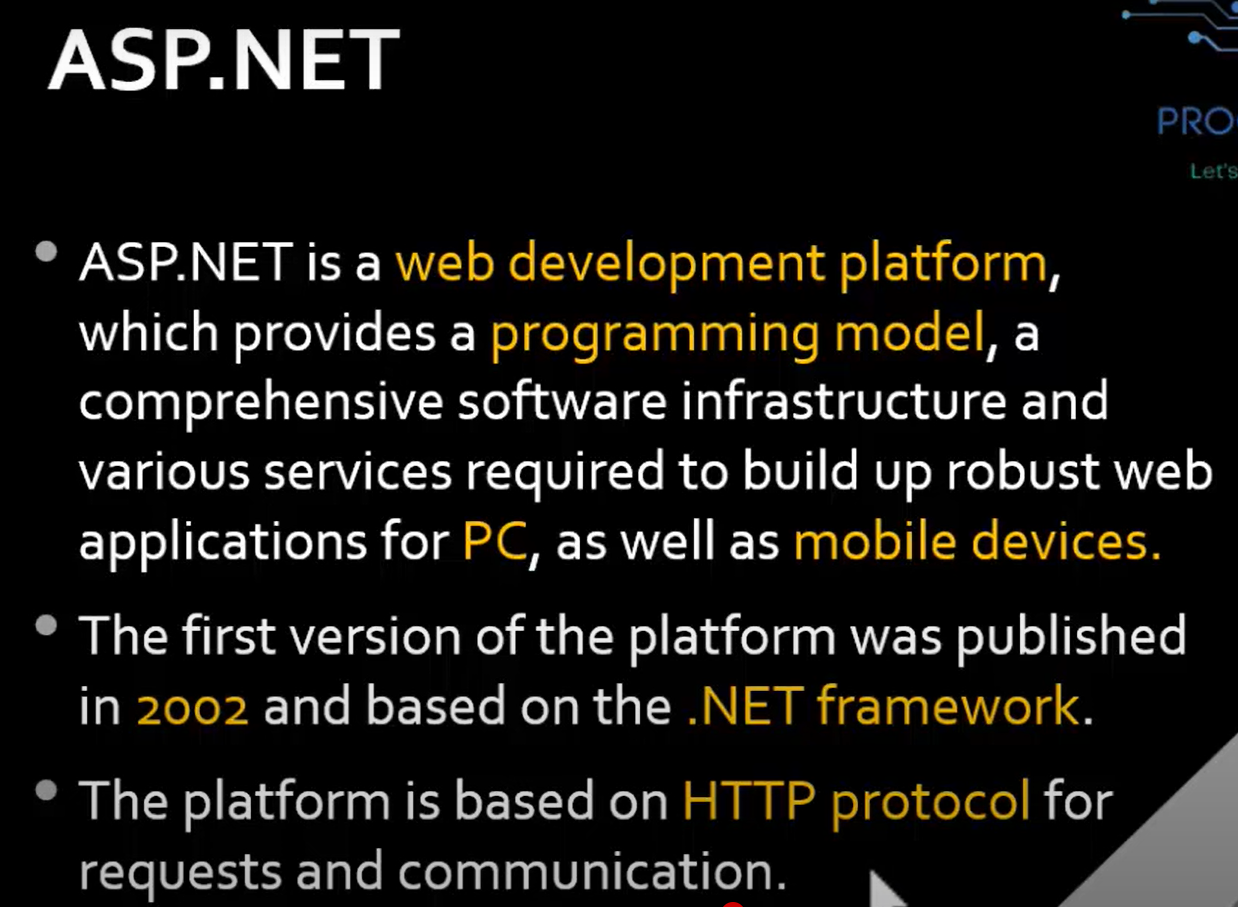 ASP.NET
PRO
Let's
• ASP.NET is a web development platform,
which provides a programming model, a
comprehensive software infrastructure and
various services required to build up robust web
applications for PC, as well as mobile devices.
• The first version of the platform was published
in 2002 and based on the .NET framework.
• The platform is based on HTTP protocol for
requests and communication.